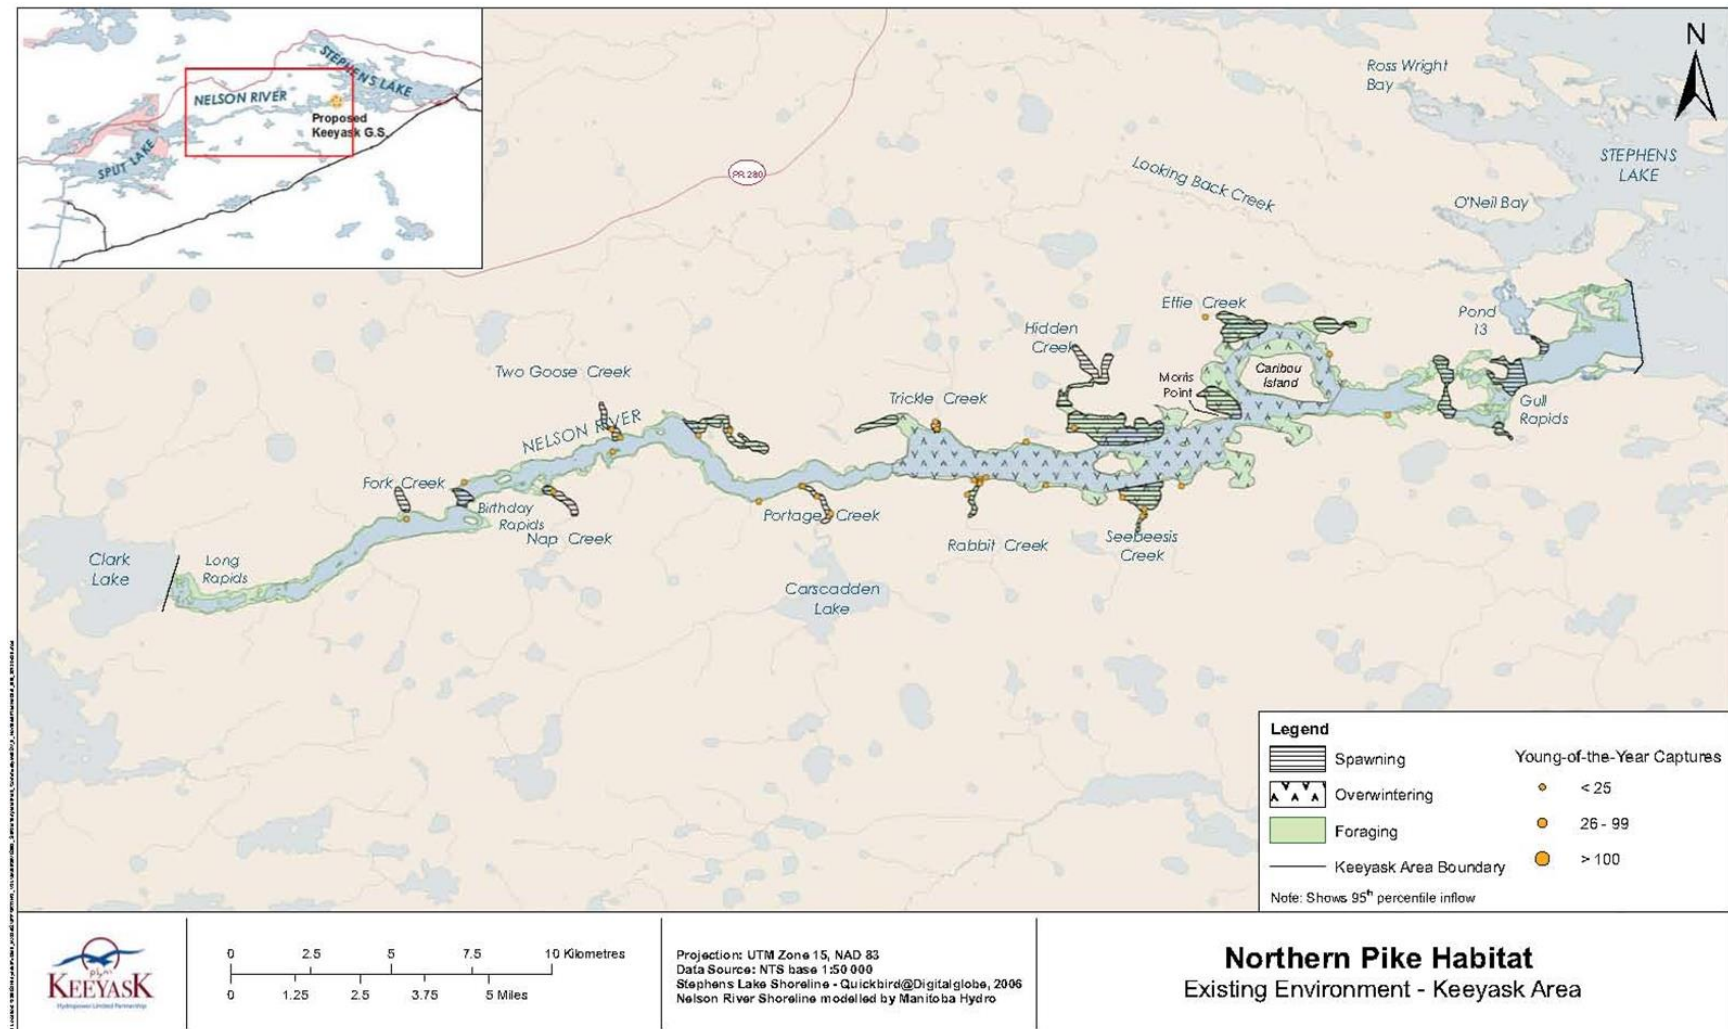 STEPHENS LAKE
NELSON RIVER
Proposed
Keeyask G.S.
SPLIT LAKE
N
Ross Wright
Bay
STEPHENS
LAKE
PR 280
Looking Back Creek
O'Neil Bay
Effie Creek
Pond
13
Hidden
Creek
Two Goose Creek
Morris
Point
Caribou
Island
Trickle Creek
Gull
Rapids
NELSON RIVER
Fork Creek
Birthday
Rapids
Nap Creek
Portage Creek
Rabbit Creek
Seebeesis
Creek
Clark
Lake
Long
Rapids
Carscadden
Lake
Legend
Spawning
Overwintering
Foraging
Keeyask Area Boundary
Note: Shows 95th percentile inflow
Young-of-the-Year Captures
< 25
26 - 99
> 100
KEEYASK
Hydropower Limited Partnership
0 2.5 5 7.5 10 Kilometres
0 1.25 2.5 3.75 5 Miles
Projection: UTM Zone 15, NAD 83
Data Source: NTS base 1:50 000
Stephens Lake Shoreline - Quickbird@Digitalglobe, 2006
Nelson River Shoreline modelled by Manitoba Hydro
Northern Pike Habitat
Existing Environment - Keeyask Area